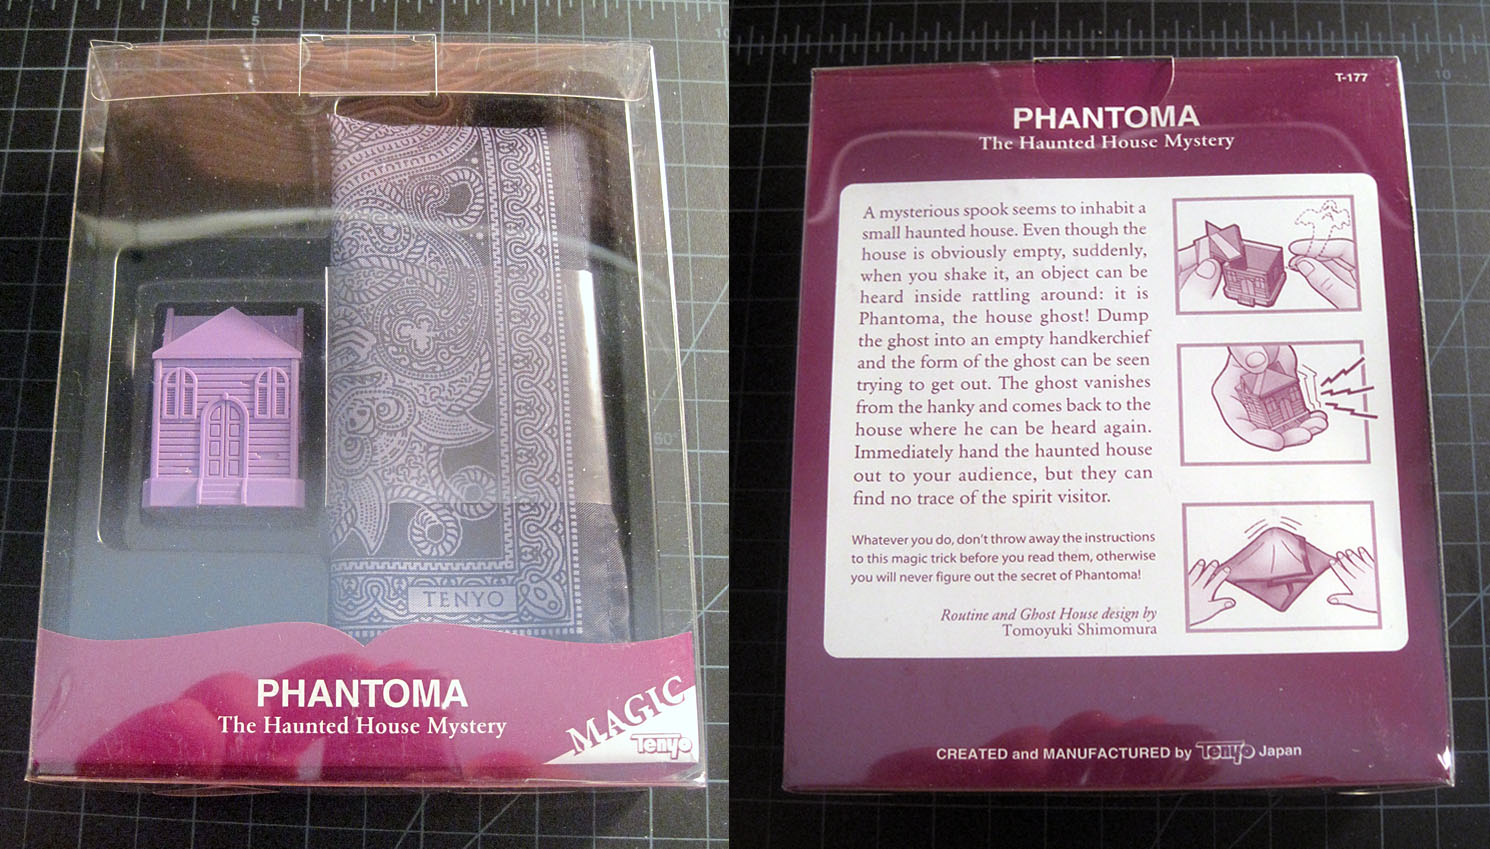 5
10
60°
TENYO
PHANTOMA
The Haunted House Mystery
MAGIC
Tenyo
10
T-177
PHANTOMA
The Haunted House Mystery
A mysterious spook seems to inhabit a
small haunted house. Even though the
house is obviously empty, suddenly,
when you shake it, an object can be
heard inside rattling around: it is
Phantoma, the house ghost! Dump
the ghost into an empty handkerchief
and the form of the ghost can be seen
trying to get out. The ghost vanishes
from the hanky and comes back to the
house where he can be heard again.
Immediately hand the haunted house
out to your audience, but they can
find no trace of the spirit visitor.
Whatever you do, don't throw away the instructions
to this magic trick before you read them, otherwise
you will never figure out the secret of Phantoma!
Routine and Ghost House design by
Tomoyuki Shimomura
CREATED and MANUFACTURED by Tenyo Japan